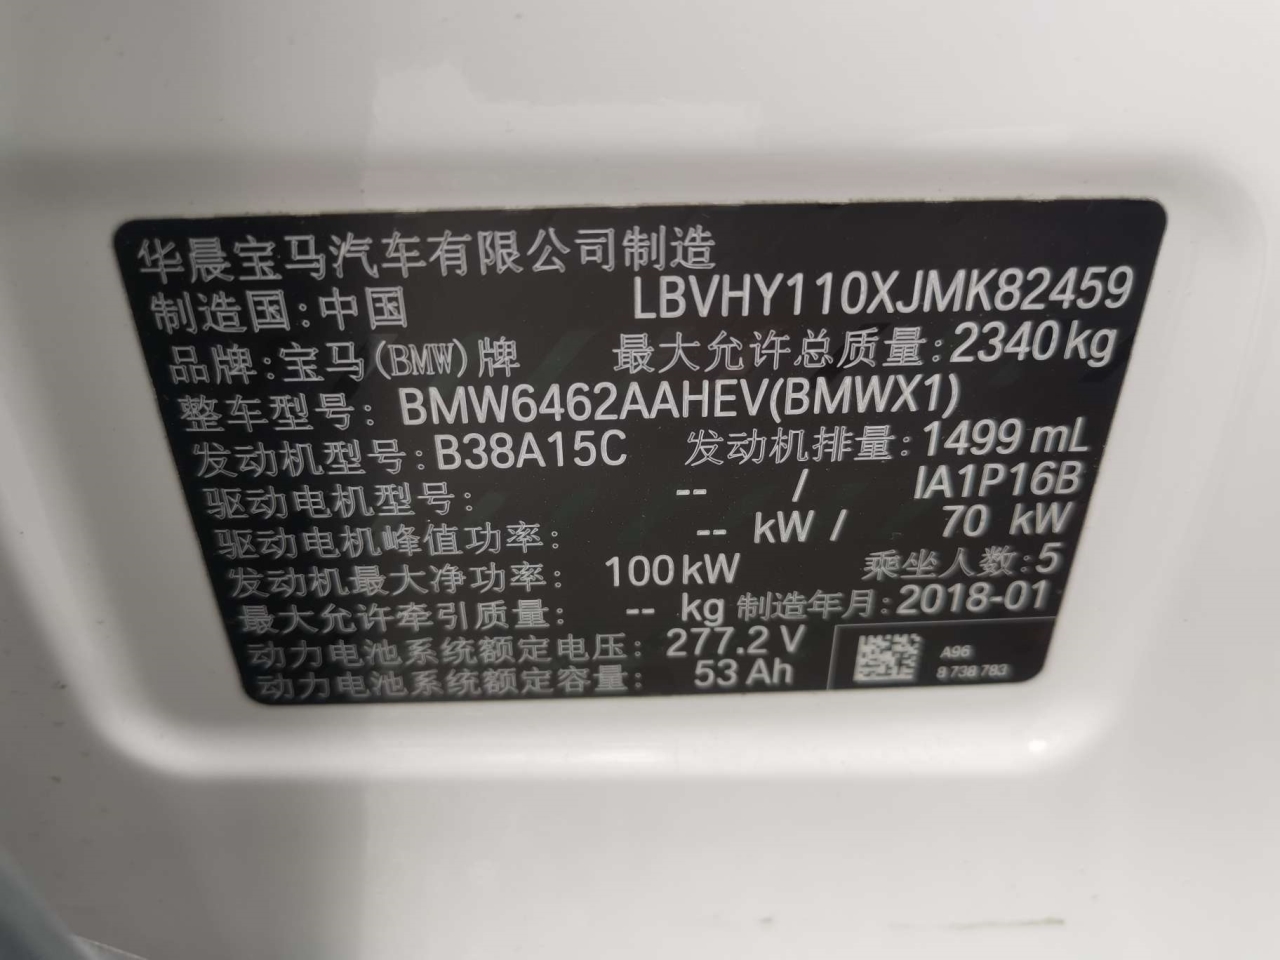 华晨宝马汽车有限公司制造
制造国:中国 LBVHY110XJMK82459
品牌:宝马(BMW)牌 最大允许总质量:2340kg
整车型号: BMW6462AAHEV(BMWX1)
发动机型号:B38A15C 发动机排量:1499mL
驱动电机型号: -- / IA1P16B
驱动电机峰值功率: -- kW / 70 kW
发动机最大净功率: 100kW 乘坐人数:5
最大允许牵引质量: -- kg 制造年月:2018-01
动力电池系统额定电压: 277.2 V
动力电池系统额定容量: 53 Ah
A96
9 738 783